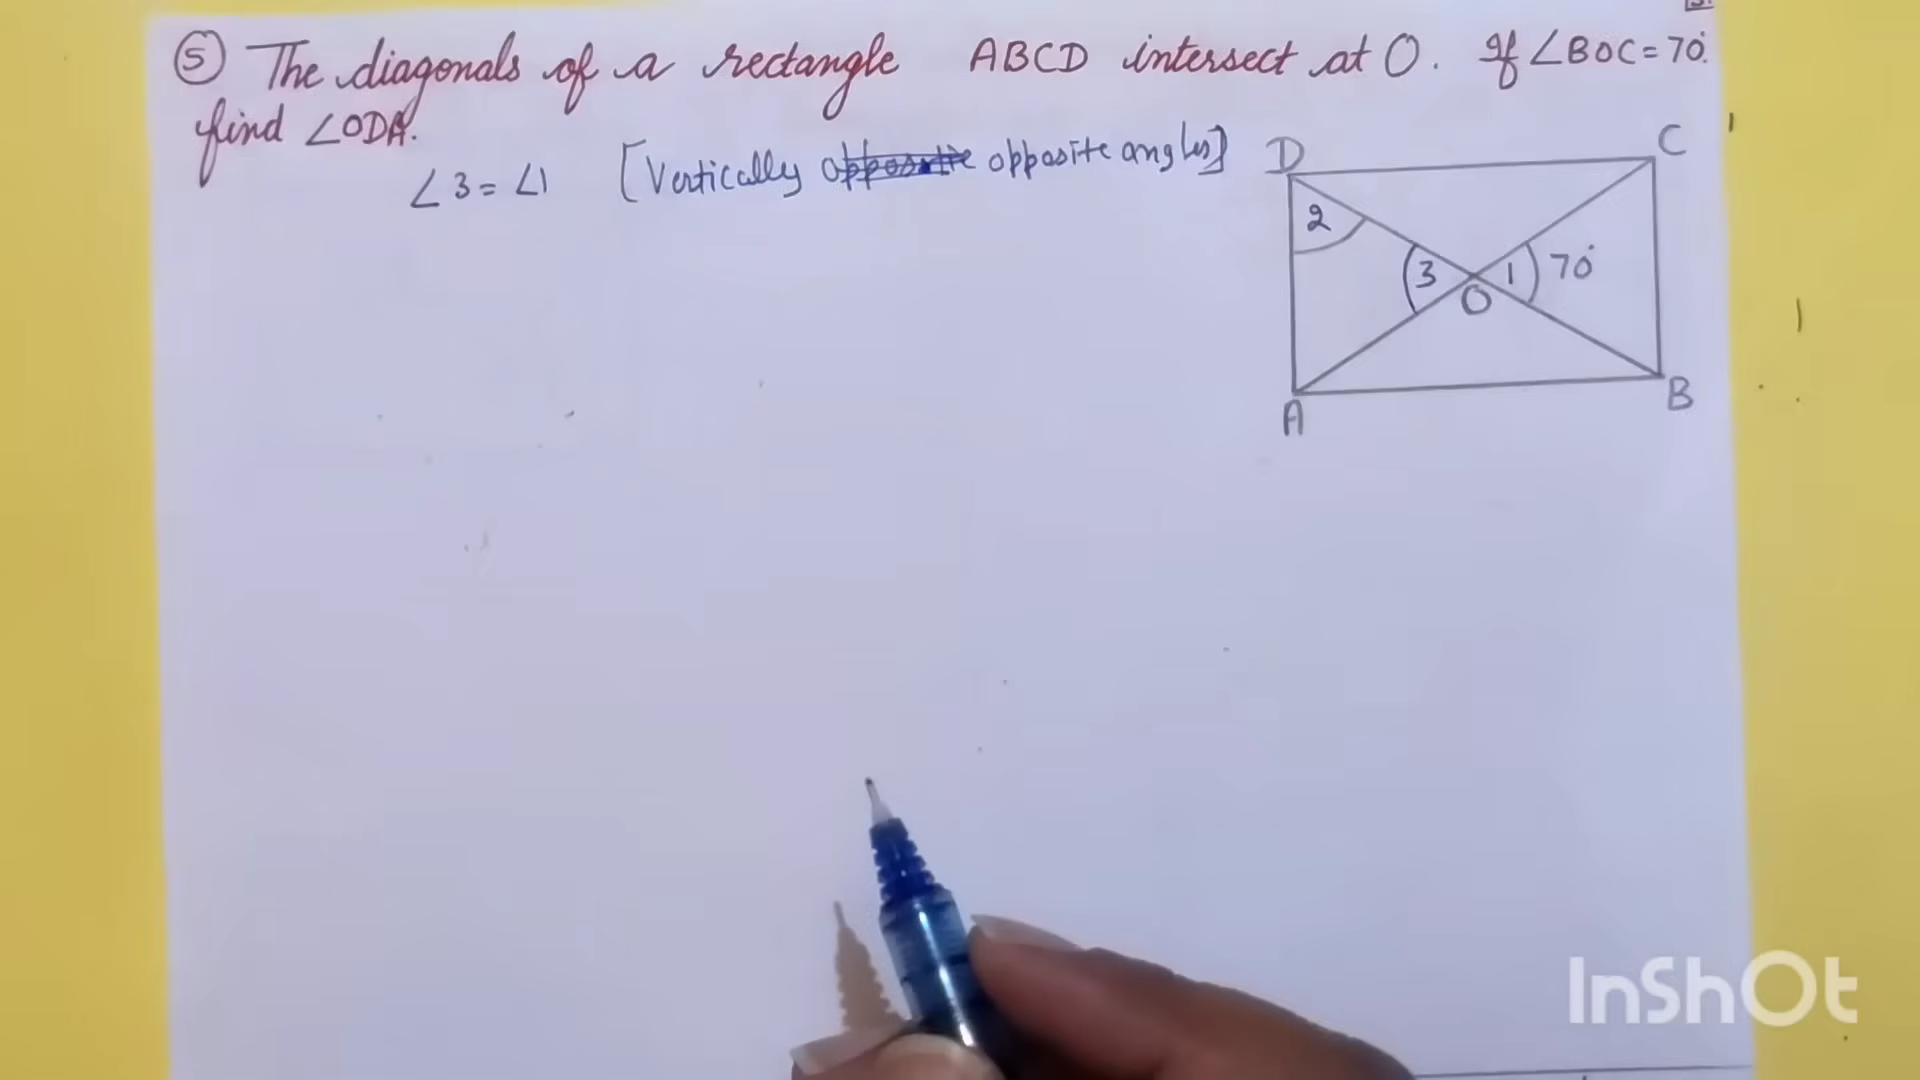 ⑤ The diagonals of a rectangle ABCD intersect at O. If ∠BOC = 70°.
find ∠ODA.
∠3 = ∠1 [Vertically opposite opposite angles]
D
C
2
3
1
70°
O
A
B
InShOt